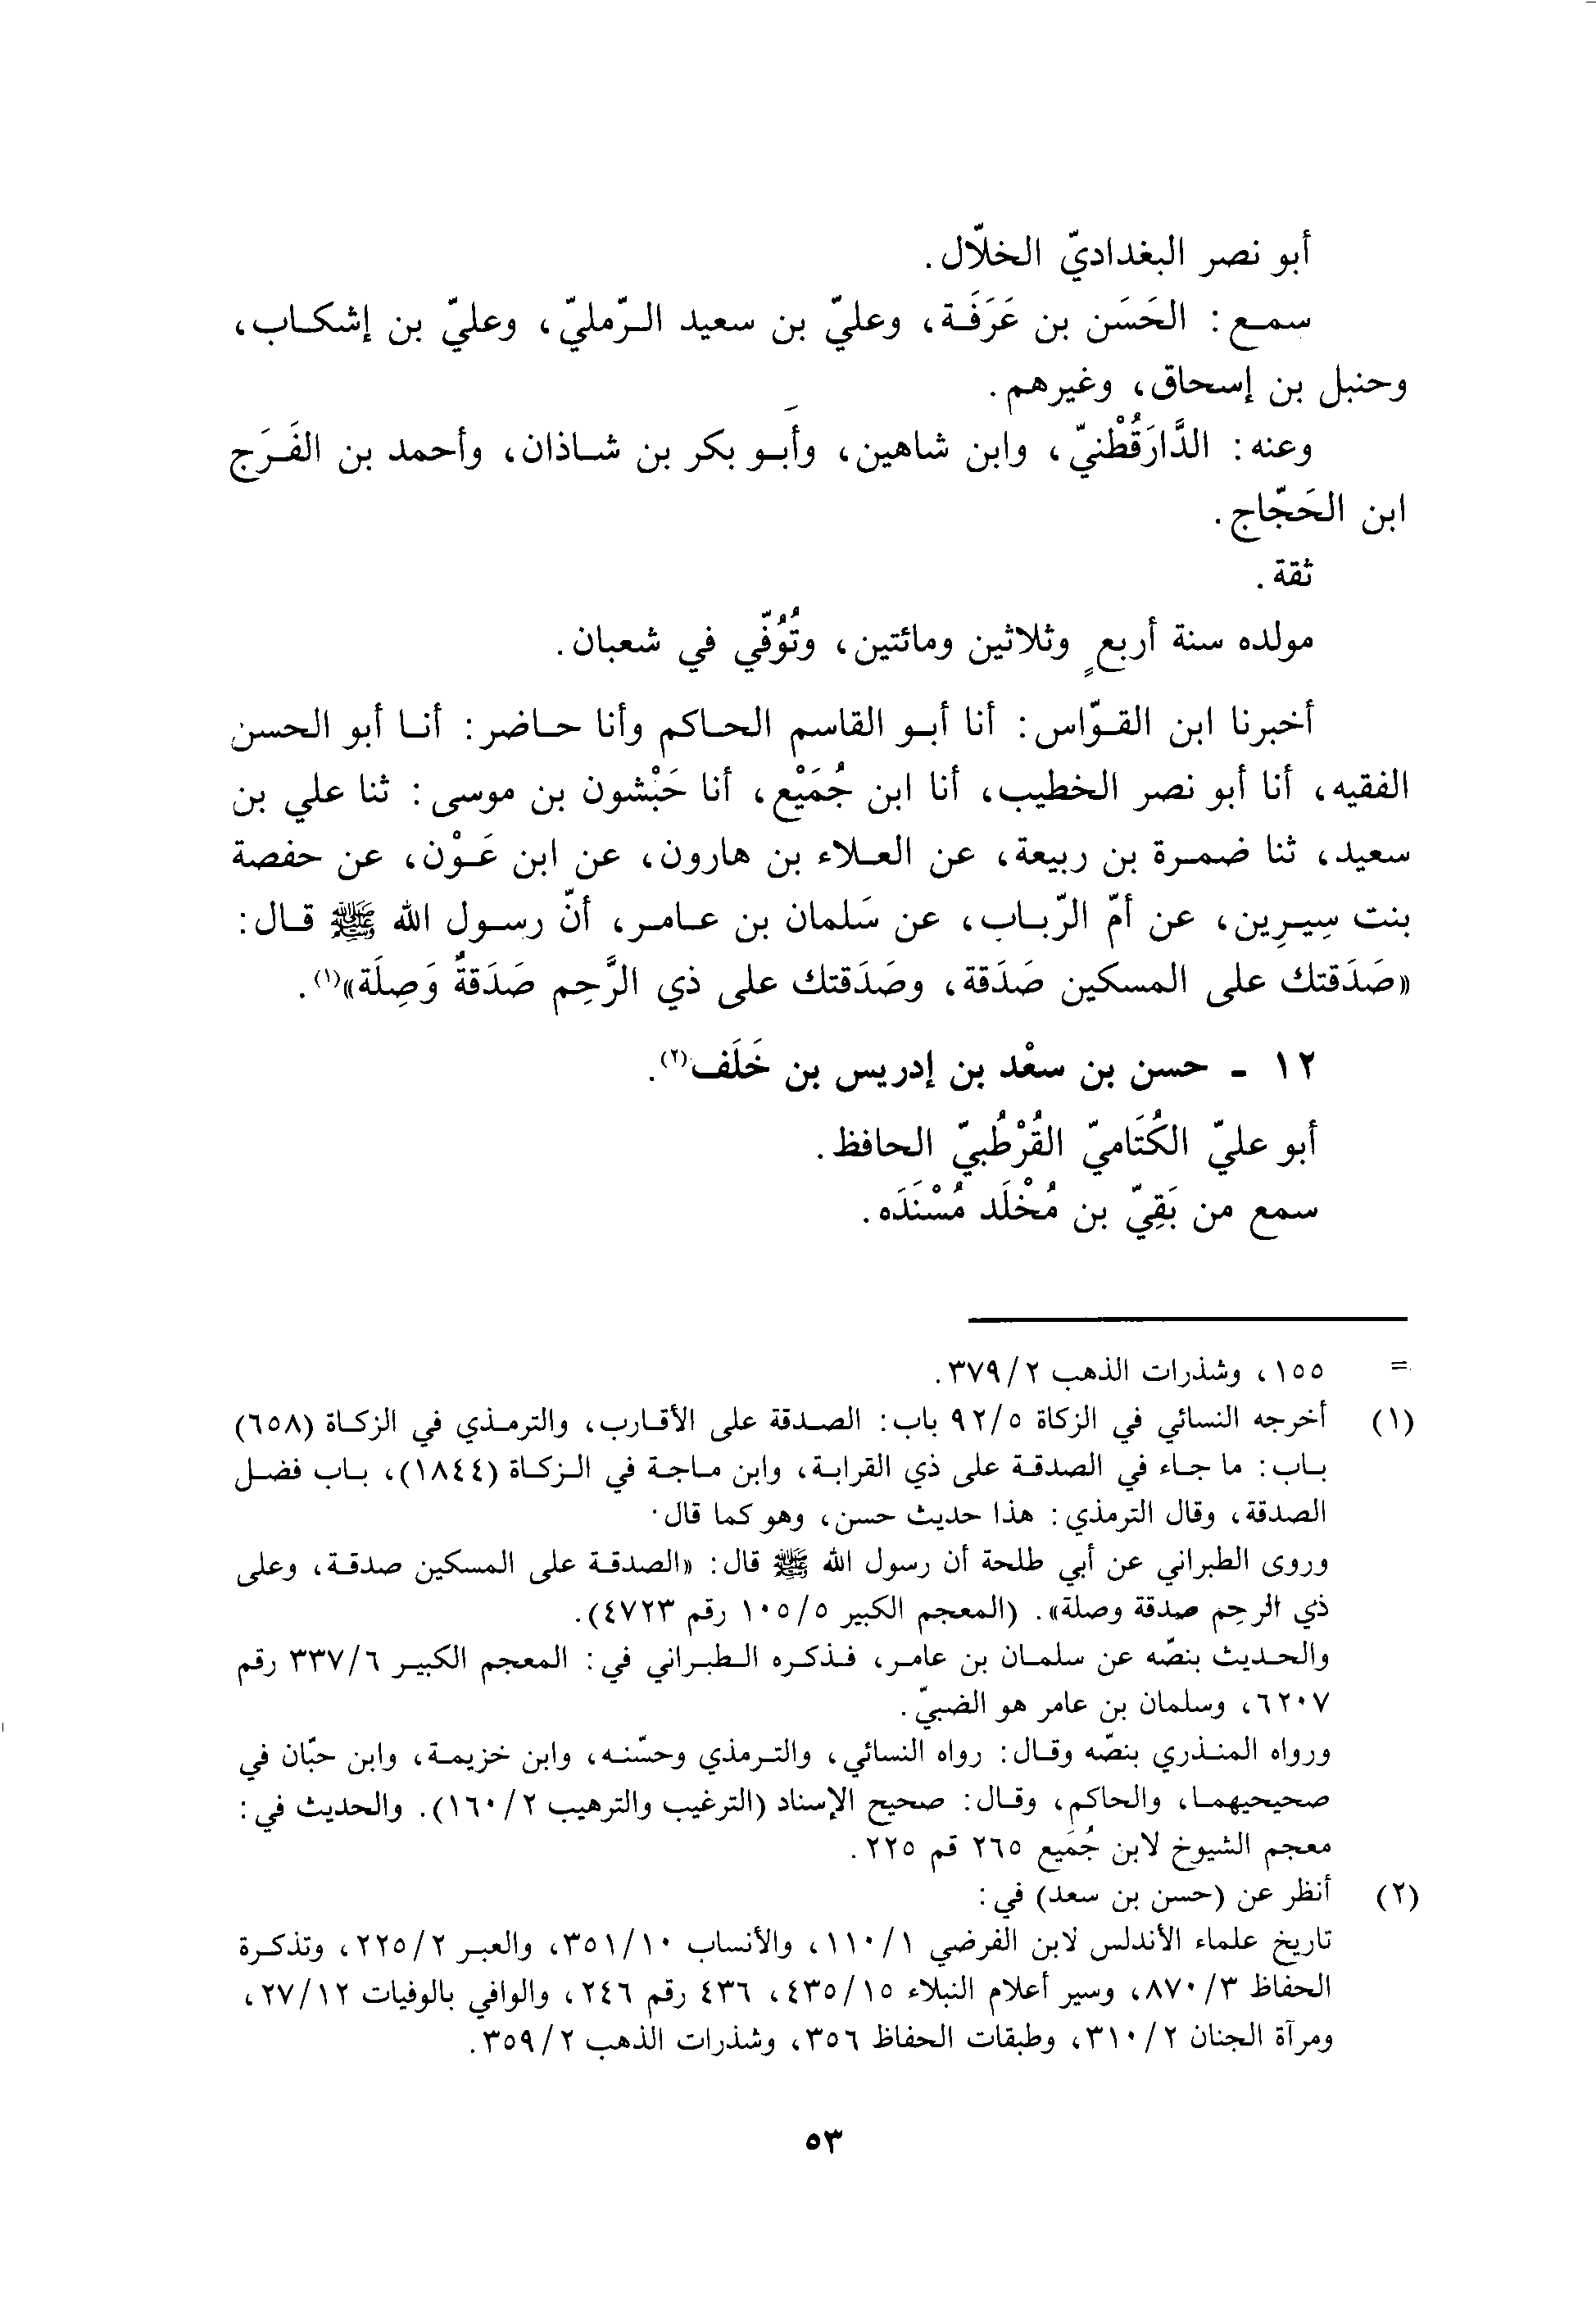 أبو نصر البغداديّ الخلّال.
سمع: الحَسَن بن عَرَفَة، وعليّ بن سعيد الرّمليّ، وعليّ بن إشكاب،
وحنبل بن إسحاق، وغيرهم.
وعنه: الدَّارَقُطْنيّ، وابن شاهين، وأَبو بكر بن شاذان، وأحمد بن الفَرَج
ابن الحَجّاج.
ثقة.
مولده سنة أربعٍ وثلاثين ومائتين، وتُوُفّي في شعبان.
أخبرنا ابن القوّاس: أنا أبو القاسم الحاكم وأنا حاضر: أنا أبو الحسن
الفقيه، أنا أبو نصر الخطيب، أنا ابن جُمَيْع، أنا حَبْشون بن موسى: ثنا علي بن
سعيد، ثنا ضمرة بن ربيعة، عن العلاء بن هارون، عن ابن عَوْن، عن حفصة
بنت سِيرِين، عن أمّ الرّباب، عن سَلمان بن عامر، أنّ رسول الله ﷺ قال:
«صَدَقتك على المسكين صَدَقة، وصَدَقتك على ذي الرَّحِم صَدَقةٌ وَصِلَة»(١).
١٢ - حسن بن سعْد بن إدريس بن خَلَف(٢).
أبو عليّ الكُتَاميّ القُرْطُبيّ الحافظ.
سمع من بَقِيّ بن مُخْلَد مُسْنَدَه.
= ١٥٥، وشذرات الذهب ٢/٣٧٩.
(١) أخرجه النسائي في الزكاة ٥/٩٢ باب: الصدقة على الأقارب، والترمذي في الزكاة (٦٥٨)
باب: ما جاء في الصدقة على ذي القرابة، وابن ماجة في الزكاة (١٨٤٤)، باب فضل
الصدقة، وقال الترمذي: هذا حديث حسن، وهو كما قال.
وروى الطبراني عن أبي طلحة أن رسول الله ﷺ قال: «الصدقة على المسكين صدقة، وعلى
ذي الرحِم صدقة وصلة». (المعجم الكبير ٥/١٠٥ رقم ٤٧٢٣).
والحديث بنصّه عن سلمان بن عامر، فذكره الطبراني في: المعجم الكبير ٦/٣٣٧ رقم
٦٢٠٧، وسلمان بن عامر هو الضبيّ.
ورواه المنذري بنصّه وقال: رواه النسائي، والترمذي وحسّنه، وابن خزيمة، وابن حبّان في
صحيحيهما، والحاكم، وقال: صحيح الإسناد (الترغيب والترهيب ٢/١٦٠). والحديث في:
معجم الشيوخ لابن جُمَيع ٢٦٥ قم ٢٢٥.
(٢) أنظر عن (حسن بن سعد) في:
تاريخ علماء الأندلس لابن الفرضي ١/١١٠، والأنساب ١٠/٣٥١، والعبر ٢/٢٢٥، وتذكرة
الحفاظ ٣/٨٧٠، وسير أعلام النبلاء ١٥/٤٣٥، ٤٣٦ رقم ٢٤٦، والوافي بالوفيات ١٢/٢٧،
ومرآة الجنان ٢/٣١٠، وطبقات الحفاظ ٣٥٦، وشذرات الذهب ٢/٣٥٩.
٥٣